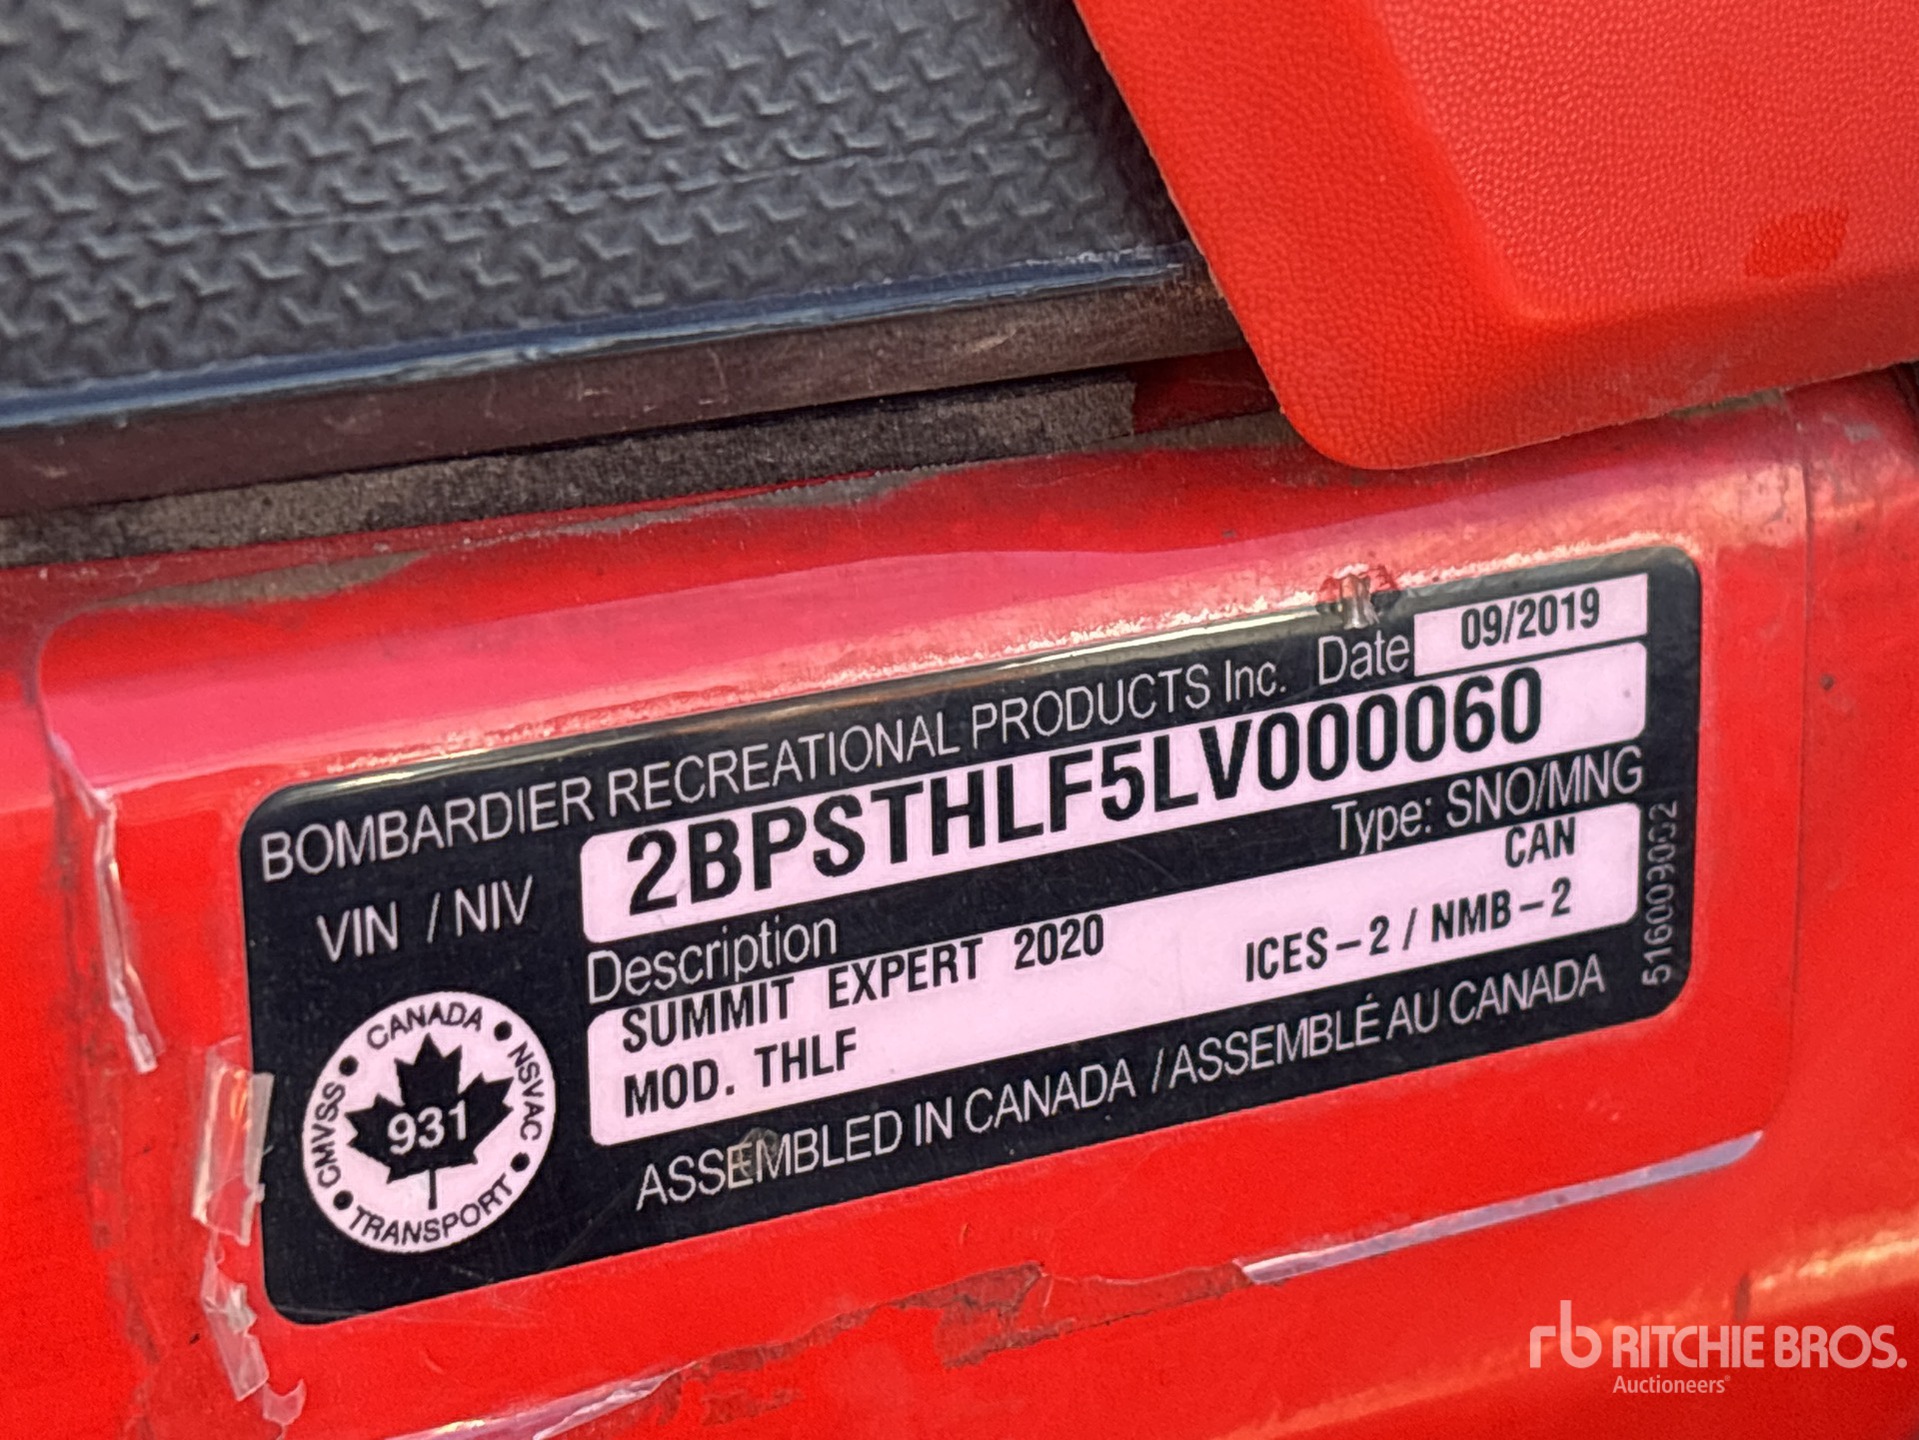 BOMBARDIER RECREATIONAL PRODUCTS Inc. Date 09/2019
VIN / NIV 2BPSTHLF5LV000060
Description Type: SNO/MNG
SUMMIT EXPERT 2020 CAN
MOD. THLF ICES-2 / NMB-2
ASSEMBLED IN CANADA / ASSEMBLÉ AU CANADA
516009032
CANADA • NSVAC • TRANSPORT • CMVSS •
931
rb RITCHIE BROS.
Auctioneers®